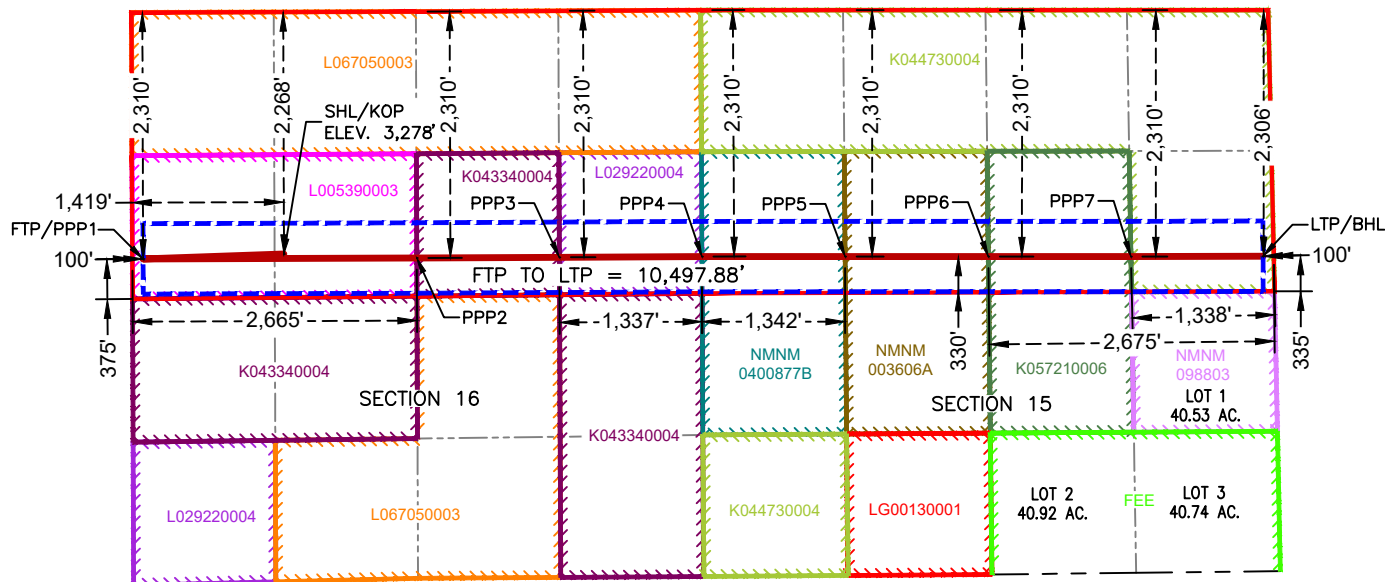 L067050003
K044730004
2,310'
2,268'
SHL/KOP
ELEV. 3,278'
2,310'
2,310'
2,310'
2,310'
2,310'
2,310'
2,306'
L005390003
K043340004
L029220004
1,419'
FTP/PPP1
PPP3
PPP4
PPP5
PPP6
PPP7
LTP/BHL
100'
100'
FTP TO LTP = 10,497.88'
PPP2
375'
2,665'
1,337'
1,342'
330'
1,338'
2,675'
335'
K043340004
NMNM
0400877B
NMNM
003606A
K057210006
NMNM
098803
LOT 1
40.53 AC.
SECTION 16
SECTION 15
K043340004
L029220004
L067050003
K044730004
LG00130001
LOT 2
40.92 AC.
FEE
LOT 3
40.74 AC.